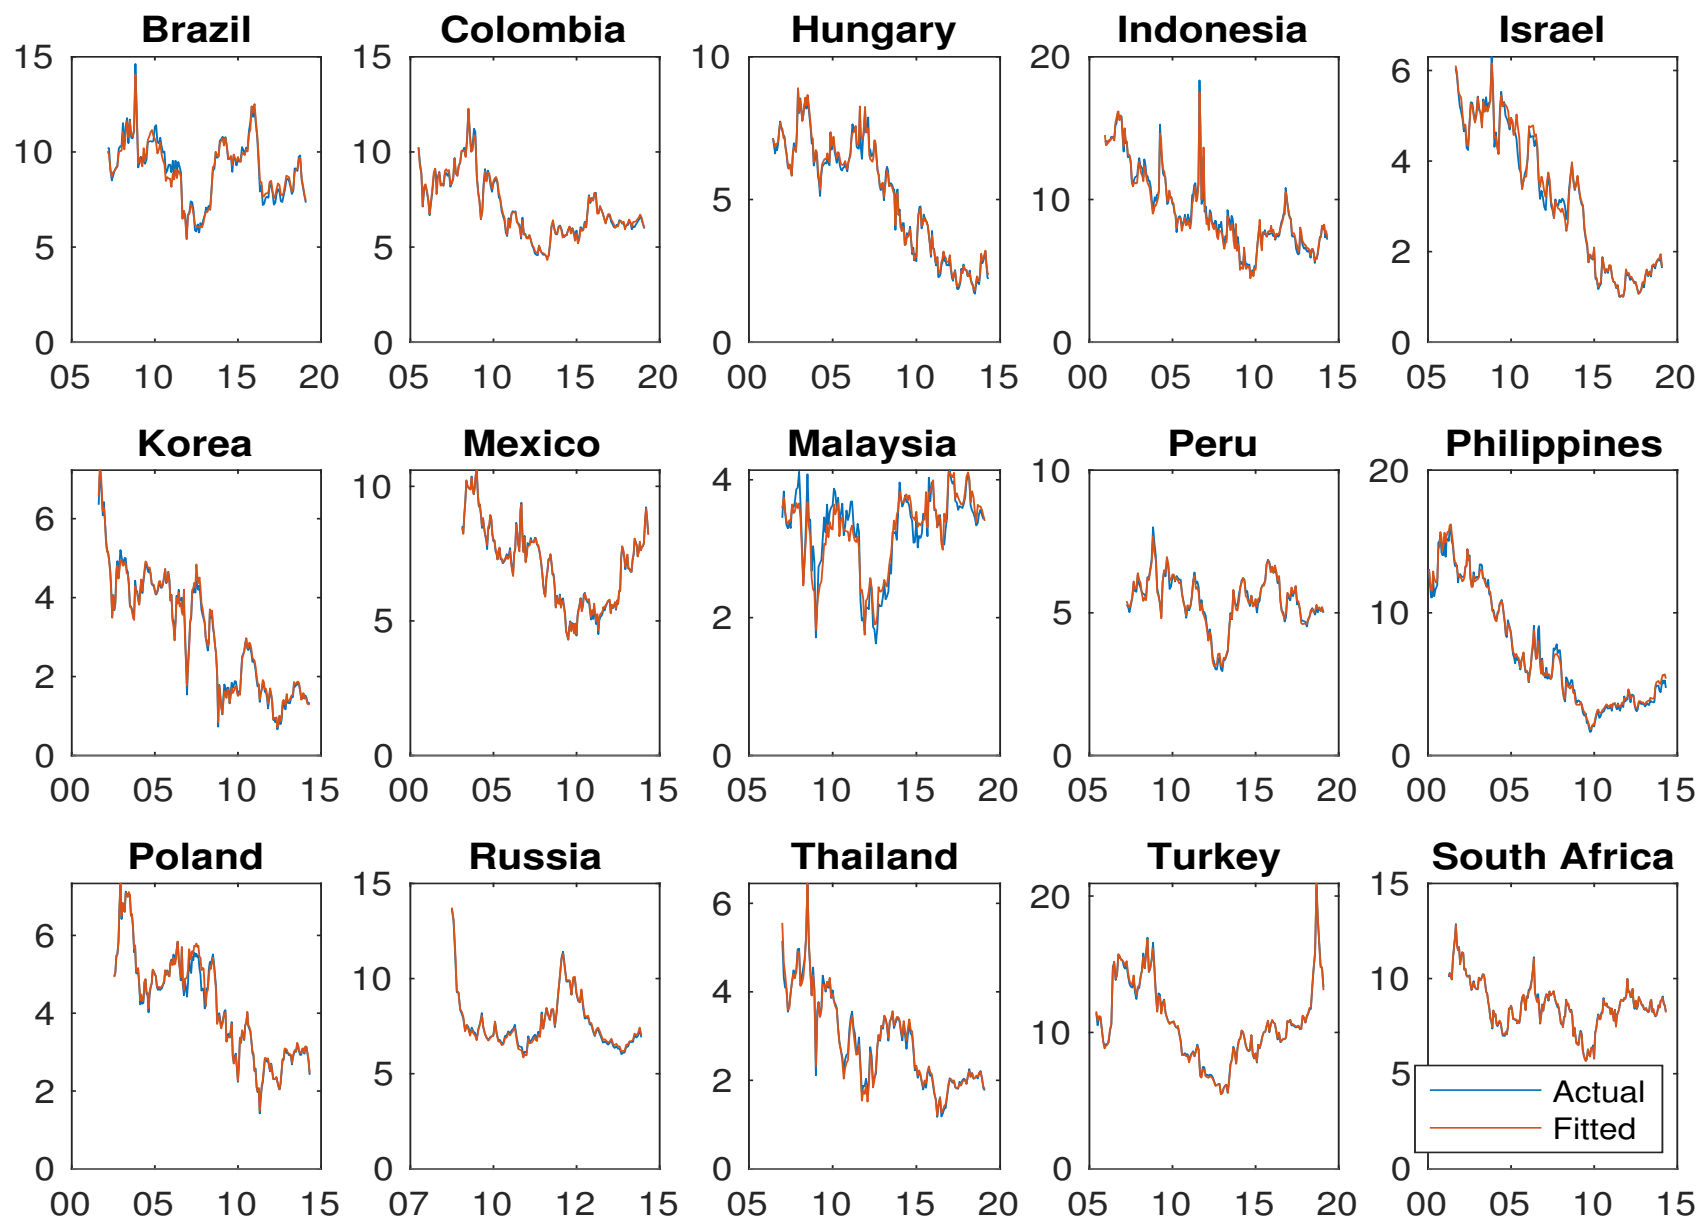 Brazil Colombia Hungary Indonesia Israel
15 15 10 20 6
10 10 5 10 4
5 5 0 0 2
0 0 0
05 10 15 20 05 10 15 20 00 05 10 15 00 05 10 15 05 10 15 20
Korea Mexico Malaysia Peru Philippines
6 10 4 10 20
4 5 2 5 10
2 0 0 0 0
0
00 05 10 15 00 05 10 15 05 10 15 20 05 10 15 20 00 05 10 15
Poland Russia Thailand Turkey South Africa
6 15 6 20 15
4 10 4 10 10
2 5 2 0 5
0 0 0 0
00 05 10 15 07 10 12 15 05 10 15 20 05 10 15 20 00 05 10 15
Actual
Fitted